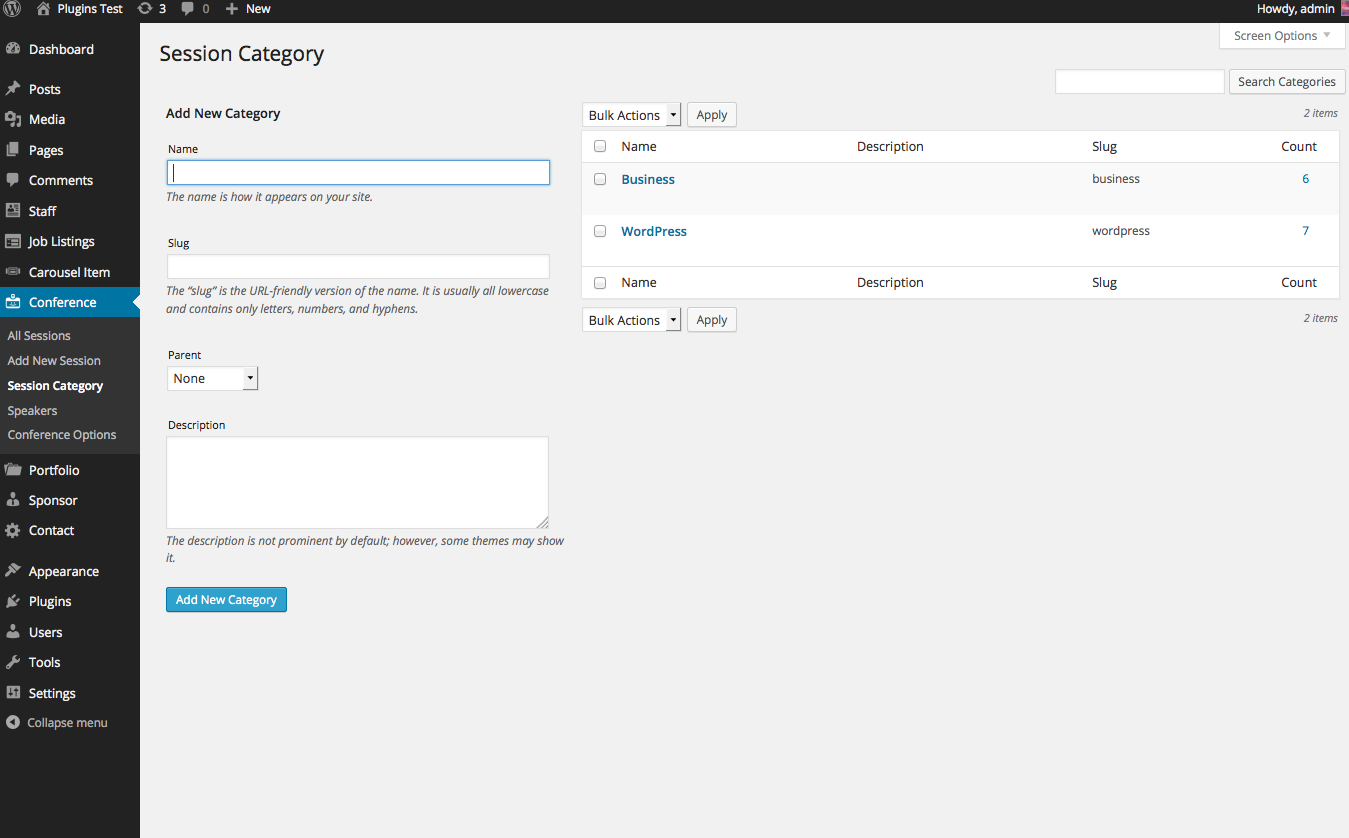 Plugins Test 3 0 New Howdy, admin
Dashboard
Posts
Media
Pages
Comments
Staff
Job Listings
Carousel Item
Conference
All Sessions
Add New Session
Session Category
Speakers
Conference Options
Portfolio
Sponsor
Contact
Appearance
Plugins
Users
Tools
Settings
Collapse menu
Screen Options
Session Category
Search Categories
Add New Category
Name
The name is how it appears on your site.
Slug
The “slug” is the URL-friendly version of the name. It is usually all lowercase
and contains only letters, numbers, and hyphens.
Parent
None
Description
The description is not prominent by default; however, some themes may show
it.
Add New Category
Bulk Actions Apply 2 items
Name Description Slug Count
Business business 6
WordPress wordpress 7
Name Description Slug Count
Bulk Actions Apply 2 items